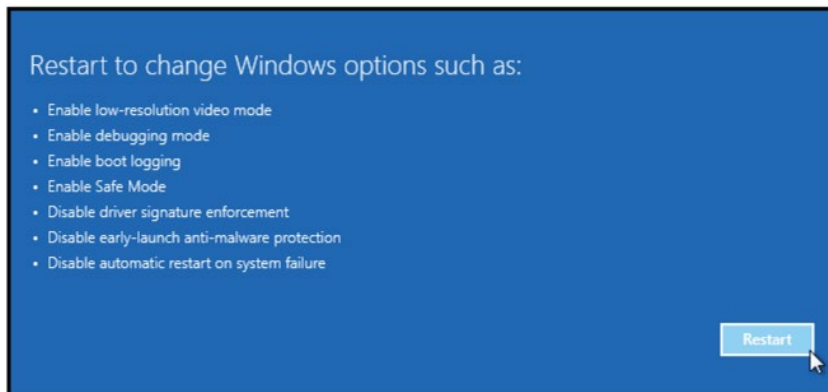 Restart to change Windows options such as:
• Enable low-resolution video mode
• Enable debugging mode
• Enable boot logging
• Enable Safe Mode
• Disable driver signature enforcement
• Disable early-launch anti-malware protection
• Disable automatic restart on system failure
Restart